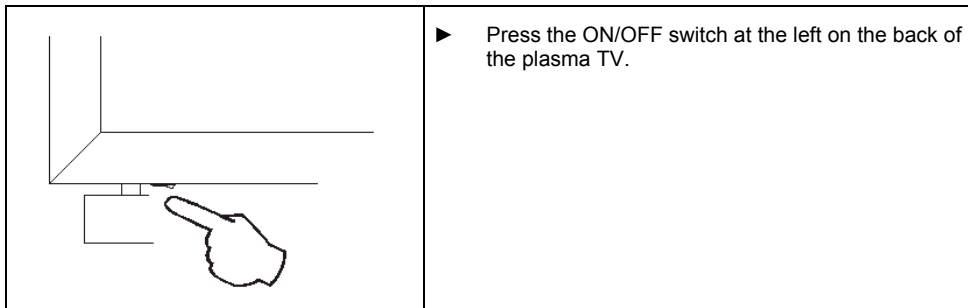 ► Press the ON/OFF switch at the left on the back of
the plasma TV.